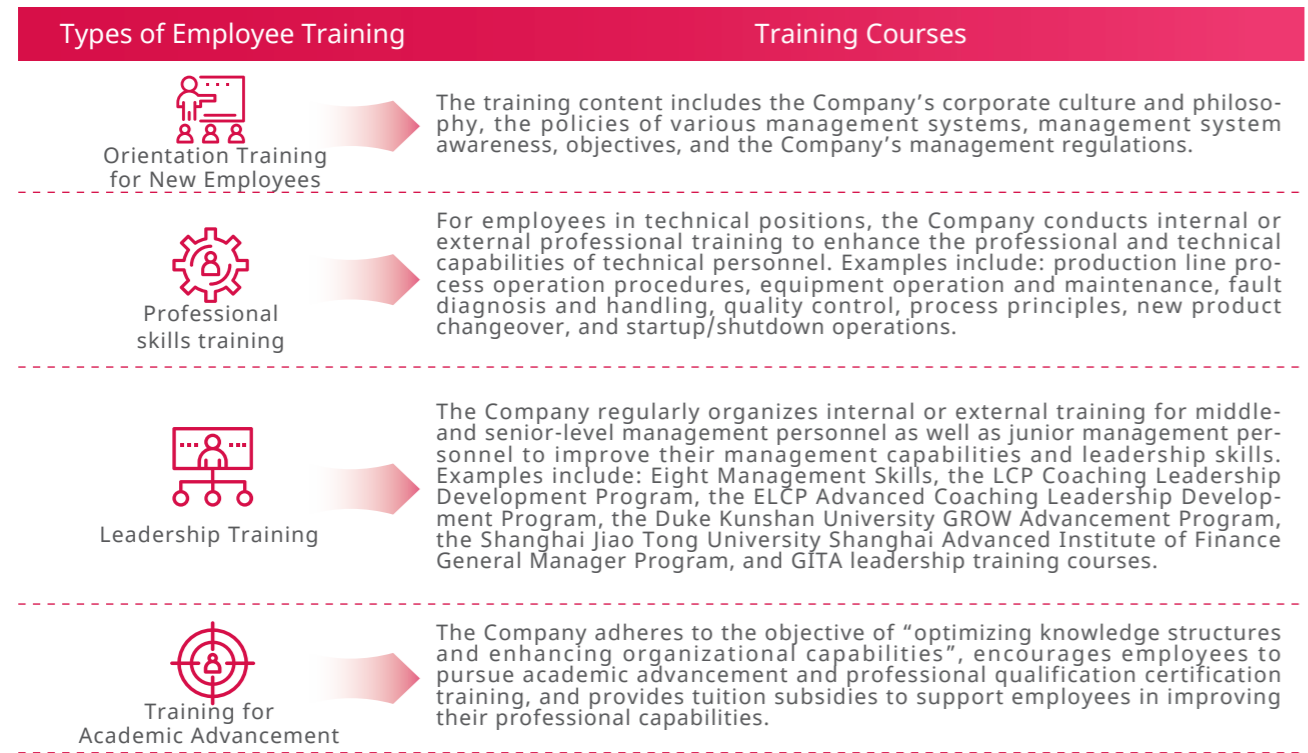 Types of Employee Training
Training Courses
Orientation Training
for New Employees
The training content includes the Company's corporate culture and philoso-
phy, the policies of various management systems, management system
awareness, objectives, and the Company's management regulations.
Professional
skills training
For employees in technical positions, the Company conducts internal or
external professional training to enhance the professional and technical
capabilities of technical personnel. Examples include: production line pro-
cess operation procedures, equipment operation and maintenance, fault
diagnosis and handling, quality control, process principles, new product
changeover, and startup/shutdown operations.
Leadership Training
The Company regularly organizes internal or external training for middle-
and senior-level management personnel as well as junior management per-
sonnel to improve their management capabilities and leadership skills.
Examples include: Eight Management Skills, the LCP Coaching Leadership
Development Program, the ELCP Advanced Coaching Leadership Develop-
ment Program, the Duke Kunshan University GROW Advancement Program,
the Shanghai Jiao Tong University Shanghai Advanced Institute of Finance
General Manager Program, and GITA leadership training courses.
Training for
Academic Advancement
The Company adheres to the objective of “optimizing knowledge structures
and enhancing organizational capabilities”, encourages employees to
pursue academic advancement and professional qualification certification
training, and provides tuition subsidies to support employees in improving
their professional capabilities.